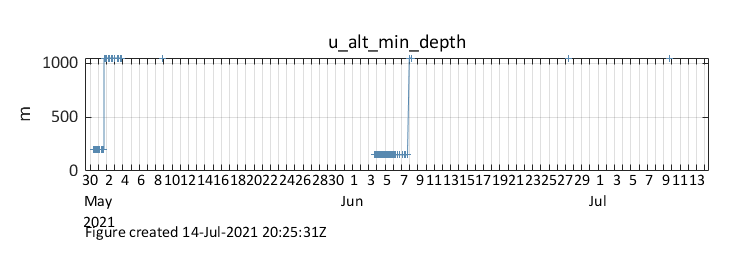 u_alt_min_depth
1000
500
0
m
30 2 4 6 8 10 12 14 16 18 20 22 24 26 28 30 1 3 5 7 9 11 13 15 17 19 21 23 25 27 29 1 3 5 7 9 11 13
May Jun Jul
2021
Figure created 14-Jul-2021 20:25:31Z